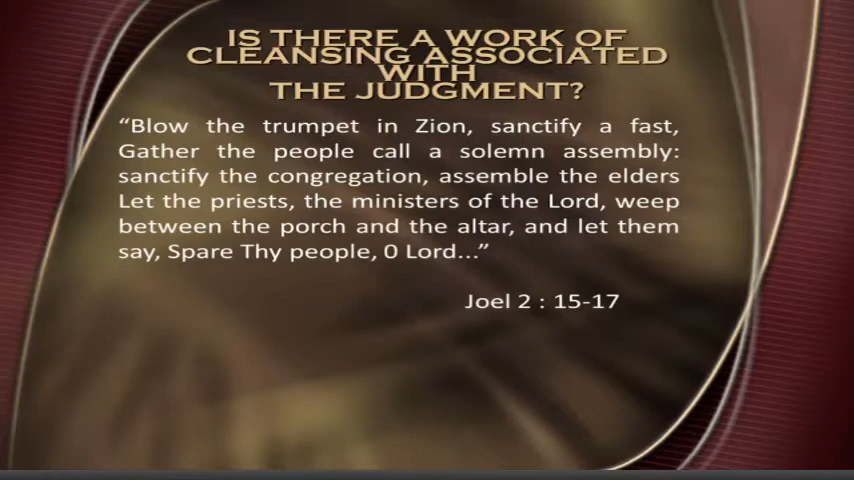 IS THERE A WORK OF
CLEANSING ASSOCIATED
WITH
THE JUDGMENT?
“Blow the trumpet in Zion, sanctify a fast,
Gather the people call a solemn assembly:
sanctify the congregation, assemble the elders
Let the priests, the ministers of the Lord, weep
between the porch and the altar, and let them
say, Spare Thy people, 0 Lord...”
Joel 2 : 15-17